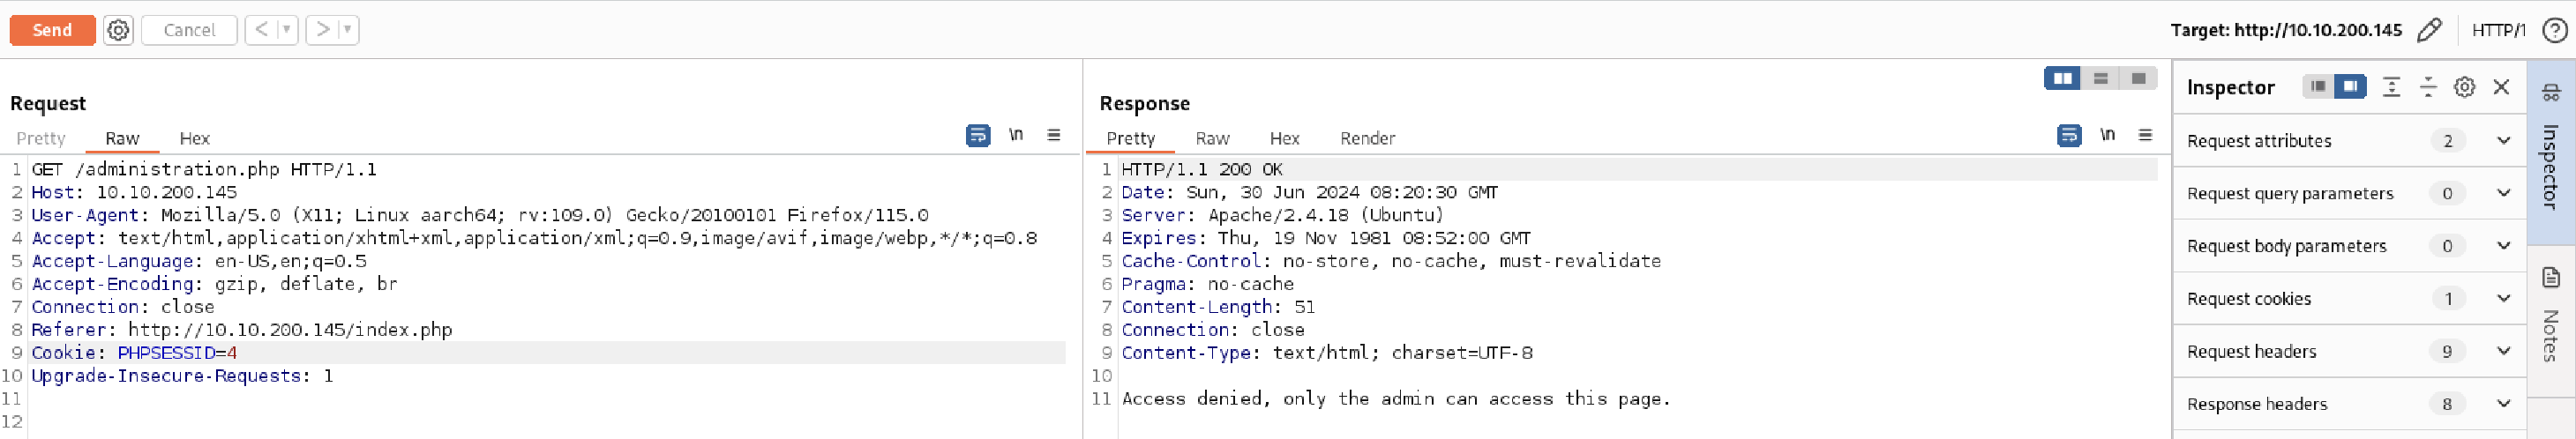 Send Cancel < >
Target: http://10.10.200.145 HTTP/1 ?
Request
Pretty Raw Hex \n
1 GET /administration.php HTTP/1.1
2 Host: 10.10.200.145
3 User-Agent: Mozilla/5.0 (X11; Linux aarch64; rv:109.0) Gecko/20100101 Firefox/115.0
4 Accept: text/html,application/xhtml+xml,application/xml;q=0.9,image/avif,image/webp,*/*;q=0.8
5 Accept-Language: en-US,en;q=0.5
6 Accept-Encoding: gzip, deflate, br
7 Connection: close
8 Referer: http://10.10.200.145/index.php
9 Cookie: PHPSESSID=4
10 Upgrade-Insecure-Requests: 1
11
12
Response
Pretty Raw Hex Render \n
1 HTTP/1.1 200 OK
2 Date: Sun, 30 Jun 2024 08:20:30 GMT
3 Server: Apache/2.4.18 (Ubuntu)
4 Expires: Thu, 19 Nov 1981 08:52:00 GMT
5 Cache-Control: no-store, no-cache, must-revalidate
6 Pragma: no-cache
7 Content-Length: 51
8 Connection: close
9 Content-Type: text/html; charset=UTF-8
10
11 Access denied, only the admin can access this page.
Inspector
Request attributes 2
Request query parameters 0
Request body parameters 0
Request cookies 1
Request headers 9
Response headers 8
Inspector
Notes